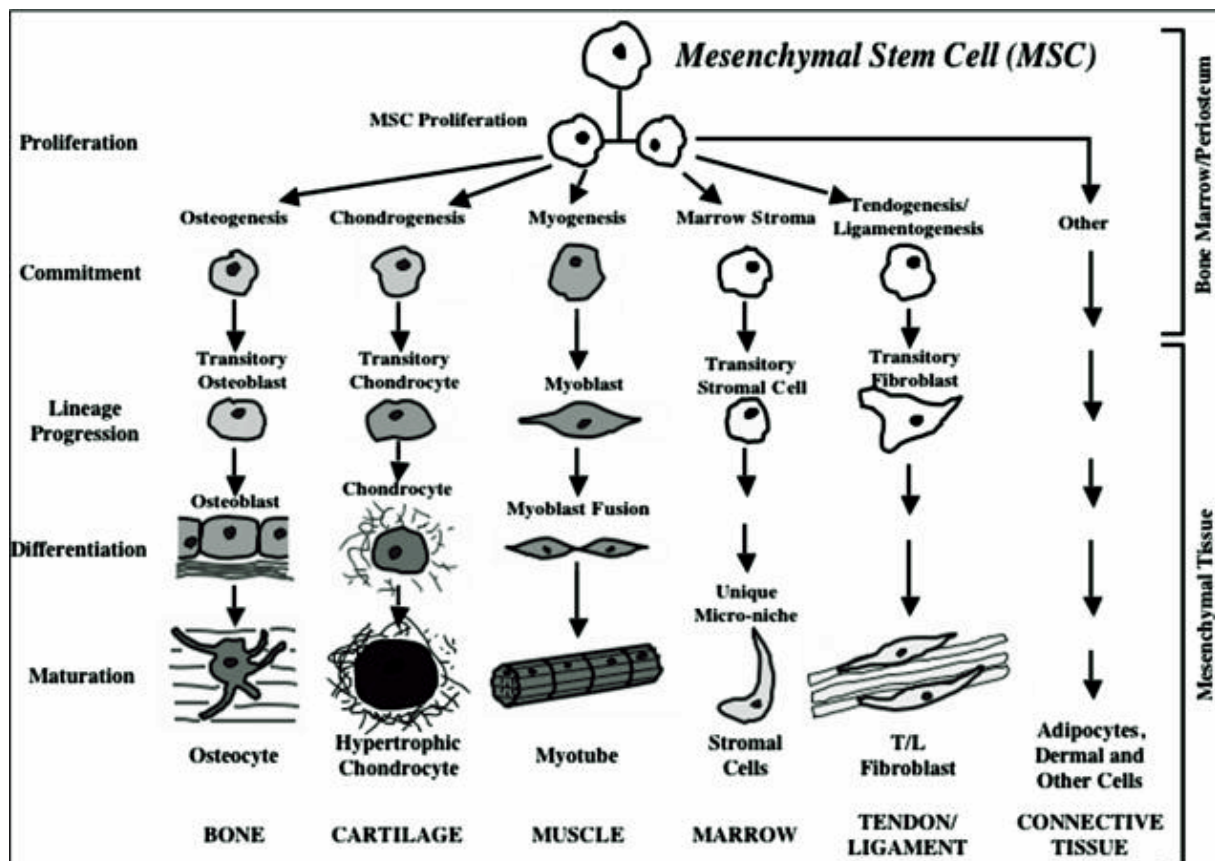 Mesenchymal Stem Cell (MSC)
MSC Proliferation
Proliferation
Osteogenesis
Chondrogenesis
Myogenesis
Marrow Stroma
Tendogenesis/
Ligamentogenesis
Other
Commitment
Transitory
Osteoblast
Transitory
Chondrocyte
Myoblast
Transitory
Stromal Cell
Transitory
Fibroblast
Lineage
Progression
Osteoblast
Chondrocyte
Myoblast Fusion
Differentiation
Unique
Micro-niche
Maturation
Osteocyte
Hypertrophic
Chondrocyte
Myotube
Stromal
Cells
T/L
Fibroblast
Adipocytes,
Dermal and
Other Cells
BONE
CARTILAGE
MUSCLE
MARROW
TENDON/
LIGAMENT
CONNECTIVE
TISSUE
Bone Marrow/Periosteum
Mesenchymal Tissue